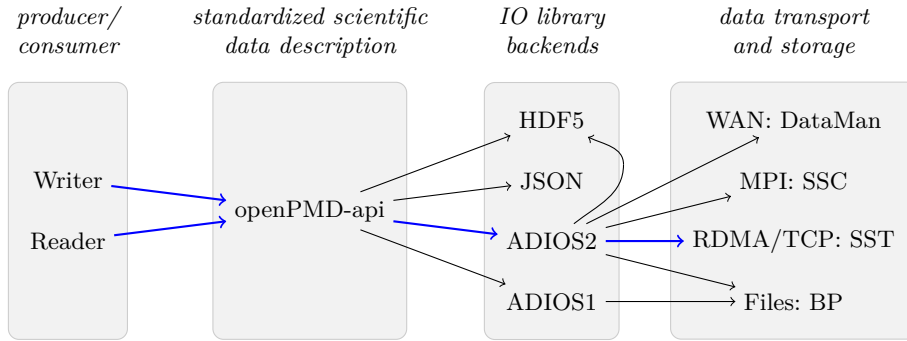 producer/
consumer
standardized scientific
data description
IO library
backends
data transport
and storage
Writer
Reader
openPMD-api
HDF5
JSON
ADIOS2
ADIOS1
WAN: DataMan
MPI: SSC
RDMA/TCP: SST
Files: BP